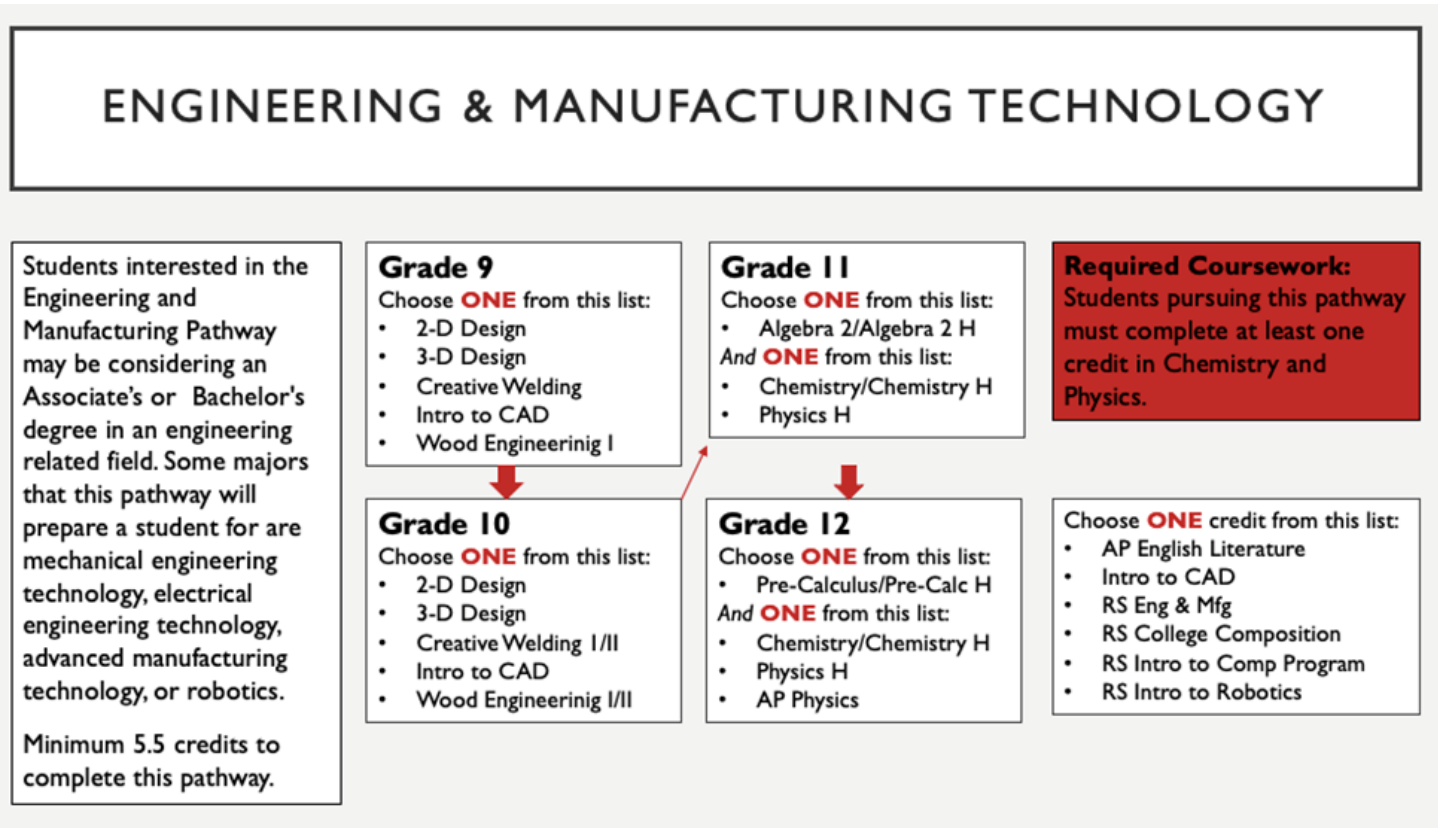 ENGINEERING & MANUFACTURING TECHNOLOGY
Students interested in the
Engineering and
Manufacturing Pathway
may be considering an
Associate's or Bachelor's
degree in an engineering
related field. Some majors
that this pathway will
prepare a student for are
mechanical engineering
technology, electrical
engineering technology,
advanced manufacturing
technology, or robotics.
Minimum 5.5 credits to
complete this pathway.
Grade 9
Choose ONE from this list:
• 2-D Design
• 3-D Design
• Creative Welding
• Intro to CAD
• Wood Engineerinig I
Grade 10
Choose ONE from this list:
• 2-D Design
• 3-D Design
• Creative Welding I/II
• Intro to CAD
• Wood Engineerinig I/II
Grade 11
Choose ONE from this list:
• Algebra 2/Algebra 2 H
And ONE from this list:
• Chemistry/Chemistry H
• Physics H
Grade 12
Choose ONE from this list:
• Pre-Calculus/Pre-Calc H
And ONE from this list:
• Chemistry/Chemistry H
• Physics H
• AP Physics
Required Coursework:
Students pursuing this pathway
must complete at least one
credit in Chemistry and
Physics.
Choose ONE credit from this list:
• AP English Literature
• Intro to CAD
• RS Eng & Mfg
• RS College Composition
• RS Intro to Comp Program
• RS Intro to Robotics